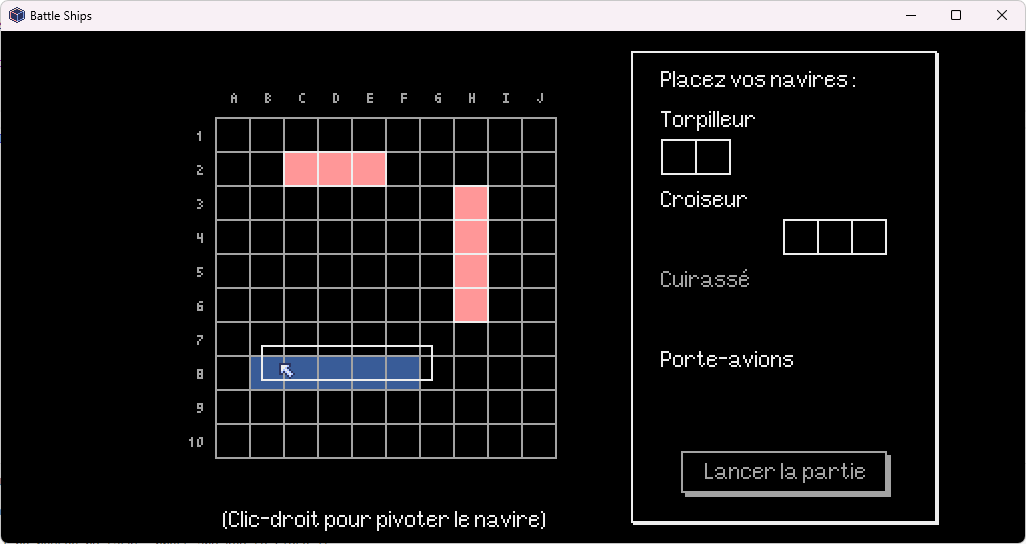 Battle Ships
A B C D E F G H I J
1
2
3
4
5
6
7
8
9
10
(Clic-droit pour pivoter le navire)
Placez vos navires :
Torpilleur
Croiseur
Cuirassé
Porte-avions
Lancer la partie